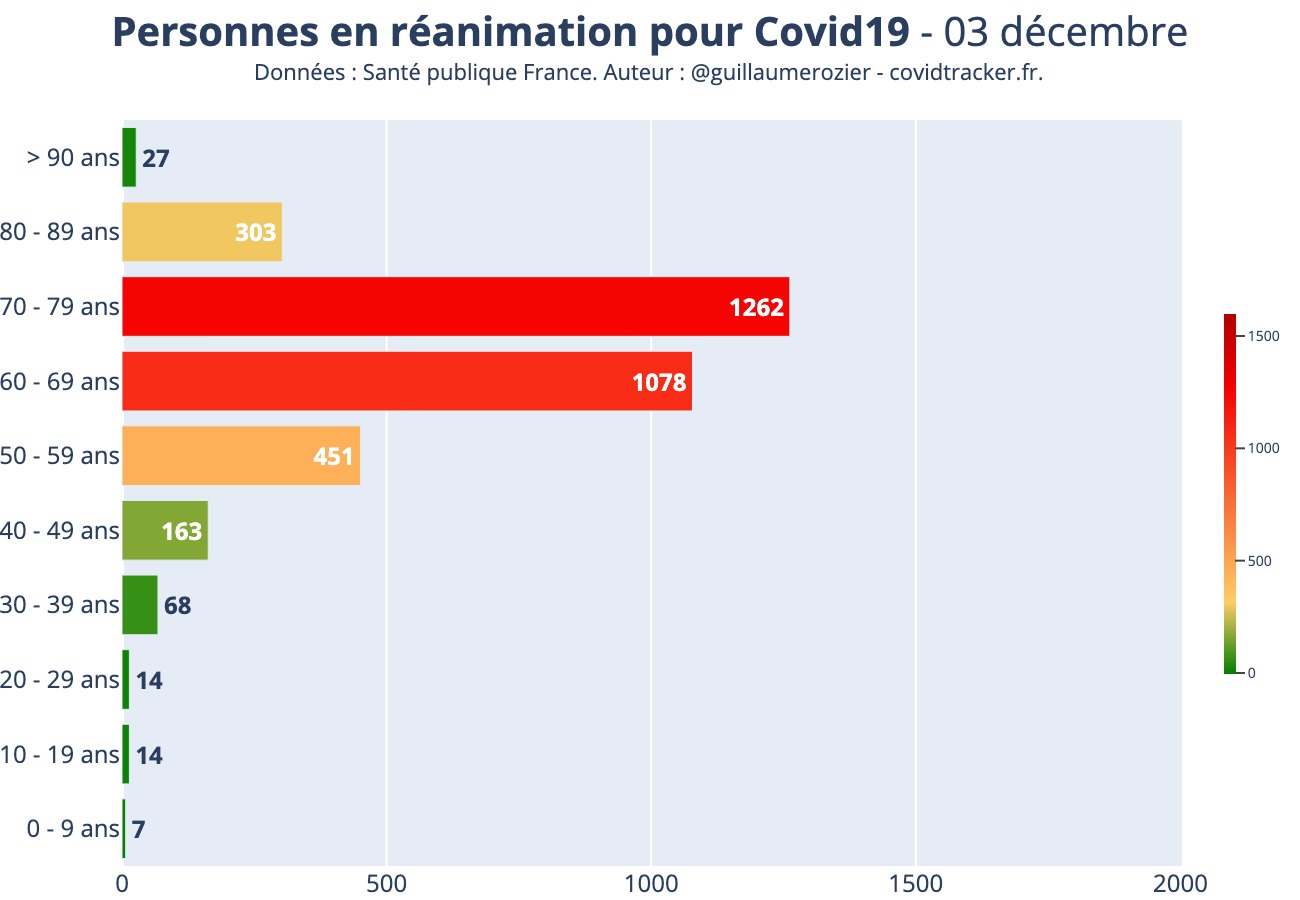 Personnes en réanimation pour Covid19 - 03 décembre
Données : Santé publique France. Auteur : @guillaumerozier - covidtracker.fr.
> 90 ans 27
80 - 89 ans 303
70 - 79 ans 1262
60 - 69 ans 1078
50 - 59 ans 451
40 - 49 ans 163
30 - 39 ans 68
20 - 29 ans 14
10 - 19 ans 14
0 - 9 ans 7
0 500 1000 1500 2000
1500
1000
500
0